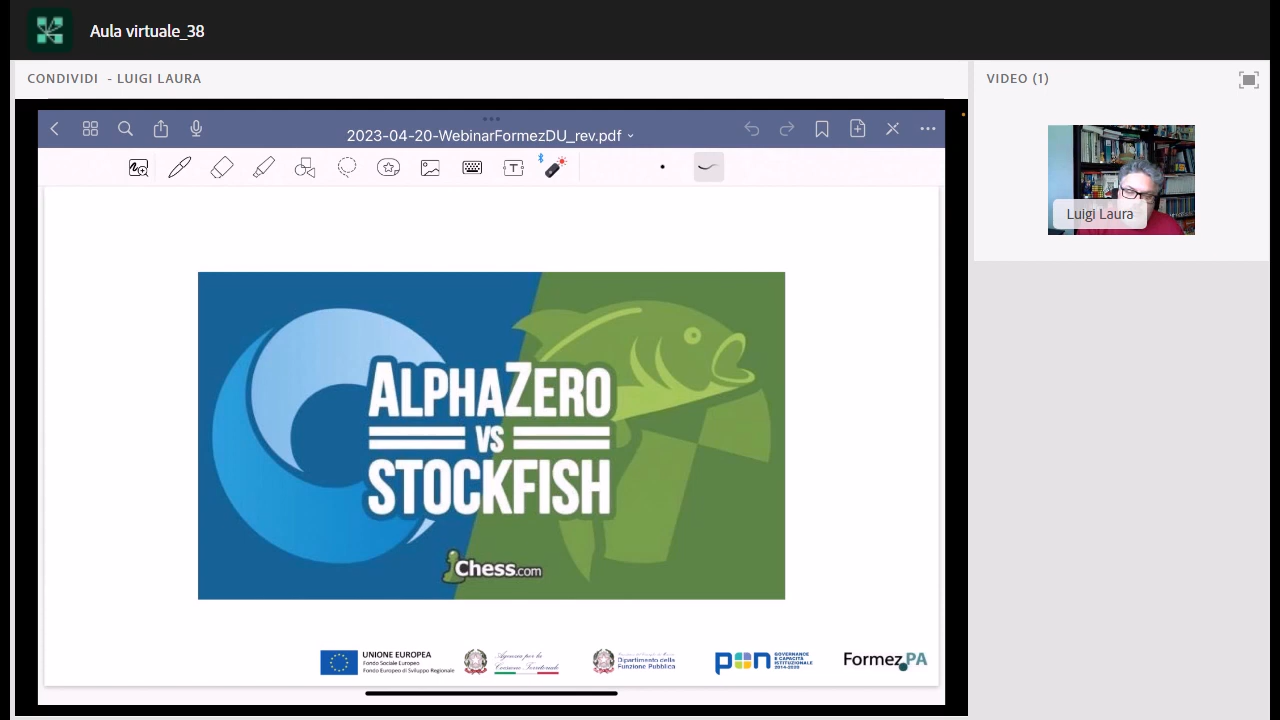 Aula virtuale_38
CONDIVIDI - LUIGI LAURA
VIDEO (1)
2023-04-20-WebinarFormezDU_rev.pdf
T
Luigi Laura
ALPHAZERO
VS
STOCKFISH
Chess.com
UNIONE EUROPEA
Fondo Sociale Europeo
Fondo Europeo di Sviluppo Regionale
Agenzia per la
Coesione Territoriale
Dipartimento della
Funzione Pubblica
pon
GOVERNANCE
E CAPACITÀ
ISTITUZIONALE
2014-2020
Formez PA